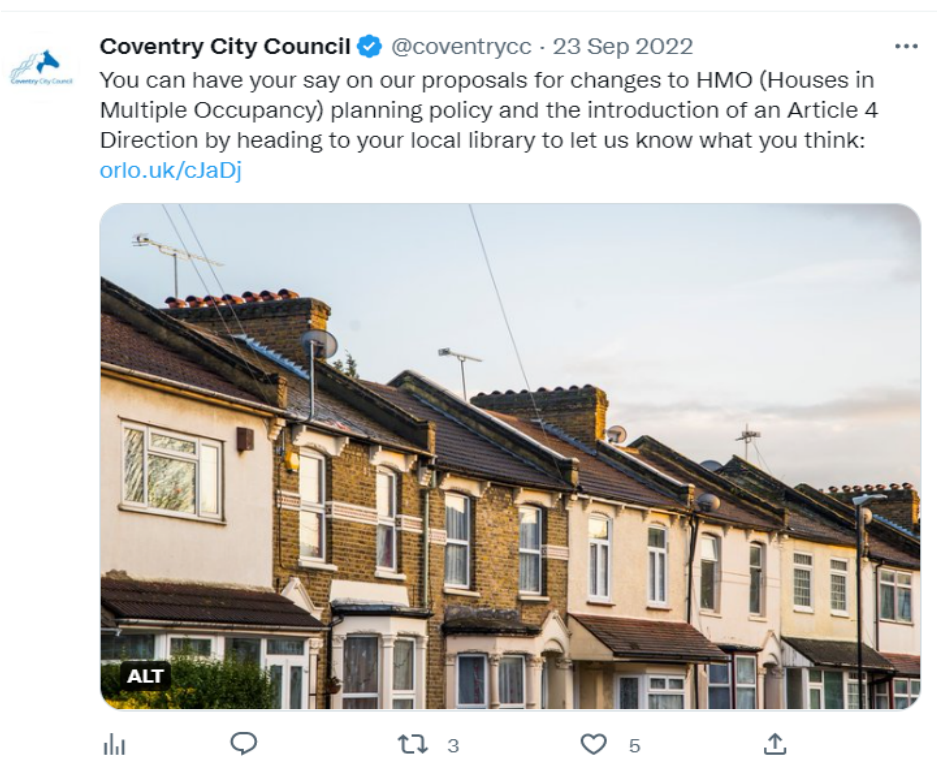 Coventry City Council @coventrycc · 23 Sep 2022
Coventry City Council
You can have your say on our proposals for changes to HMO (Houses in
Multiple Occupancy) planning policy and the introduction of an Article 4
Direction by heading to your local library to let us know what you think:
orlo.uk/cJaDj
ALT
3 5